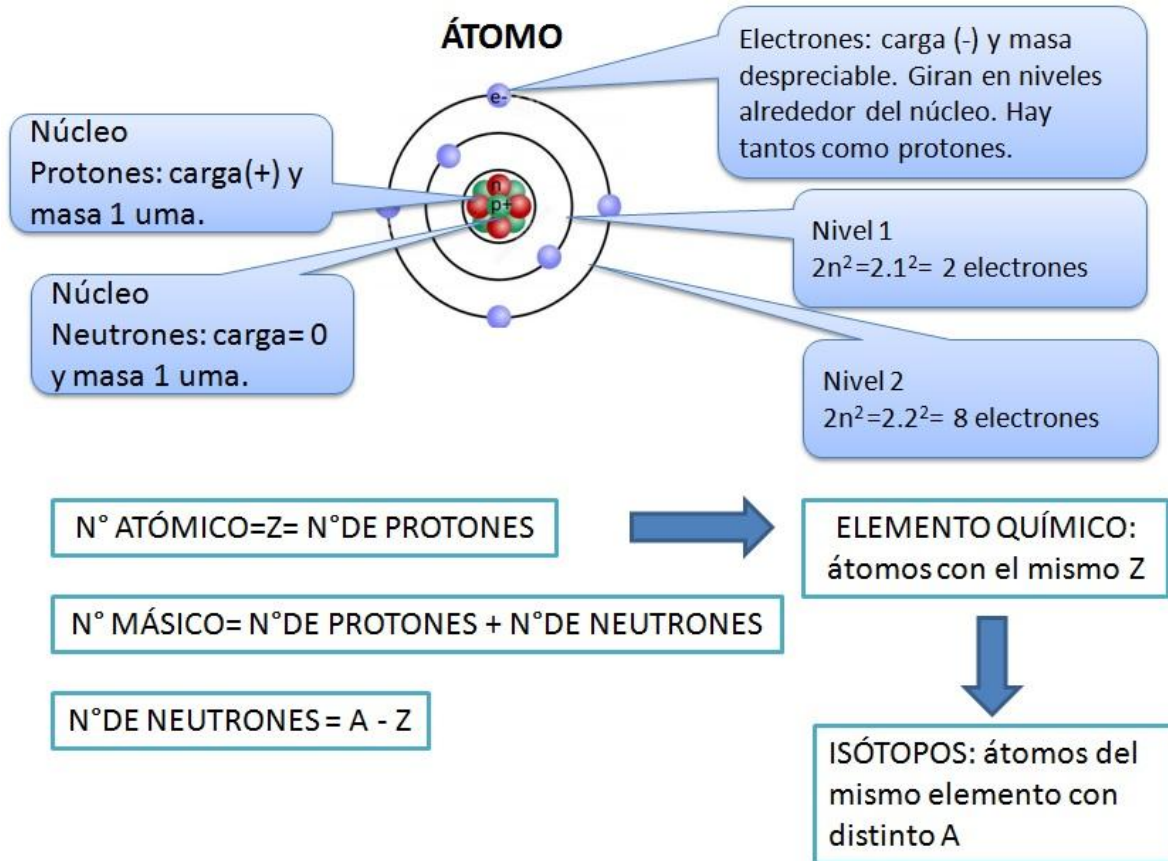 ÁTOMO
Electrones: carga (-) y masa
despreciable. Giran en niveles
alrededor del núcleo. Hay
tantos como protones.
e-
Núcleo
Protones: carga(+) y
masa 1 uma.
n
p+
Nivel 1
2n²=2.1²= 2 electrones
Núcleo
Neutrones: carga= 0
y masa 1 uma.
Nivel 2
2n²=2.2²= 8 electrones
N° ATÓMICO=Z= N°DE PROTONES
ELEMENTO QUÍMICO:
átomos con el mismo Z
N° MÁSICO= N°DE PROTONES + N°DE NEUTRONES
N°DE NEUTRONES = A - Z
ISÓTOPOS: átomos del
mismo elemento con
distinto A